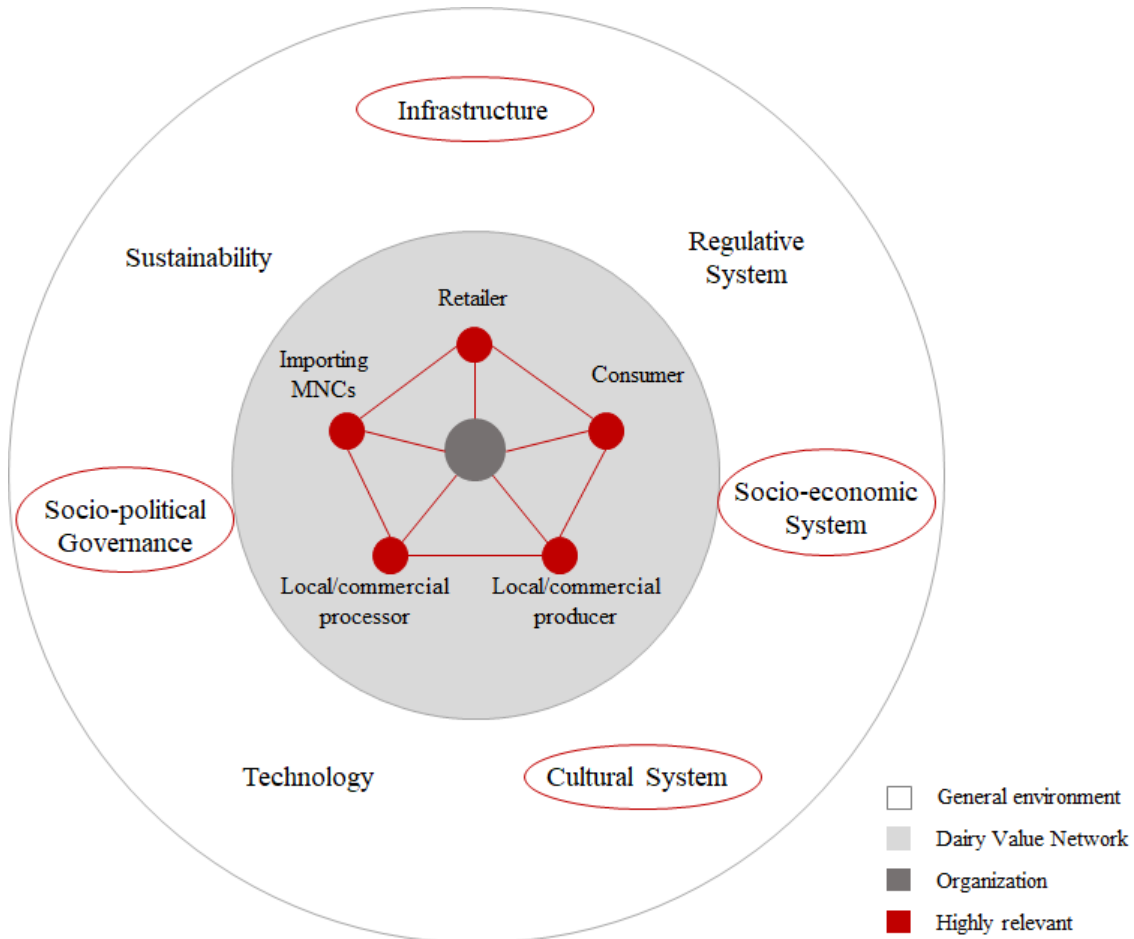 Infrastructure
Sustainability
Regulative
System
Retailer
Importing
MNCs
Consumer
Socio-political
Governance
Socio-economic
System
Local/commercial
processor
Local/commercial
producer
Technology
Cultural System
General environment
Dairy Value Network
Organization
Highly relevant